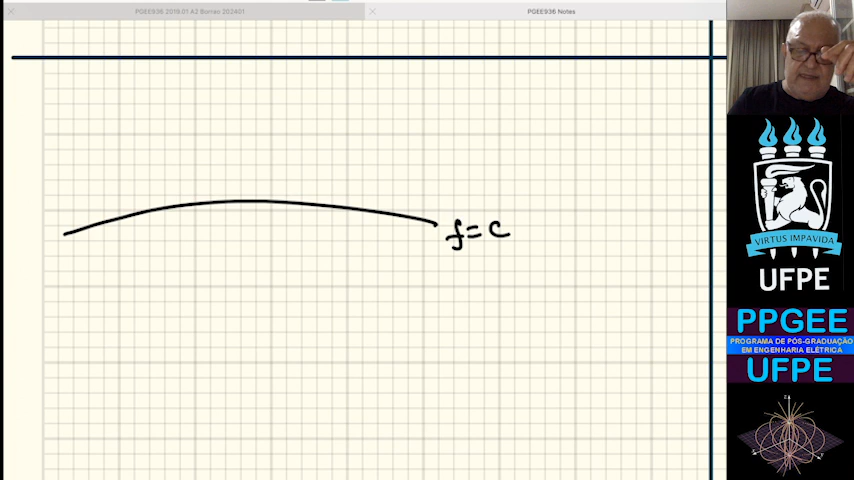 PGEE936 2019.01 A2 Borrao 202401
PGEE936 Notes
f = c
VIRTUS IMPAVIDA
UFPE
PPGEE
PROGRAMA DE PÓS-GRADUAÇÃO
EM ENGENHARIA ELÉTRICA
UFPE